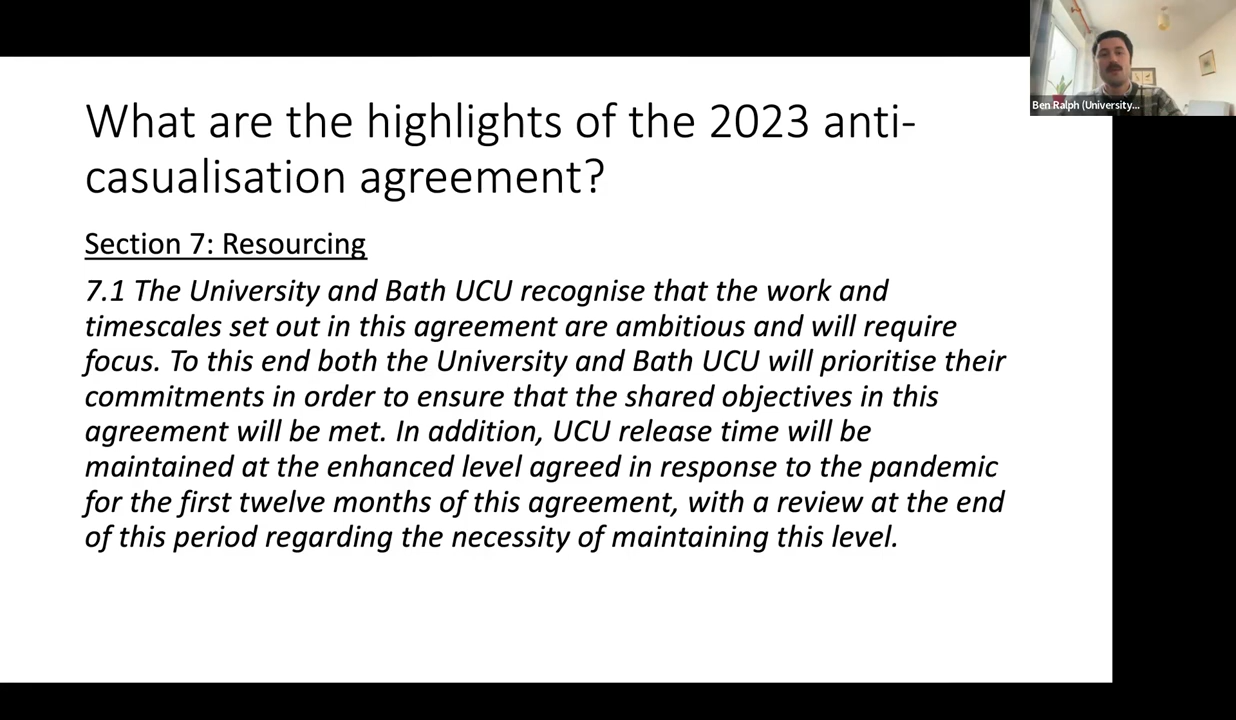 What are the highlights of the 2023 anti-
casualisation agreement?
Section 7: Resourcing
7.1 The University and Bath UCU recognise that the work and
timescales set out in this agreement are ambitious and will require
focus. To this end both the University and Bath UCU will prioritise their
commitments in order to ensure that the shared objectives in this
agreement will be met. In addition, UCU release time will be
maintained at the enhanced level agreed in response to the pandemic
for the first twelve months of this agreement, with a review at the end
of this period regarding the necessity of maintaining this level.
Ben Ralph (University...